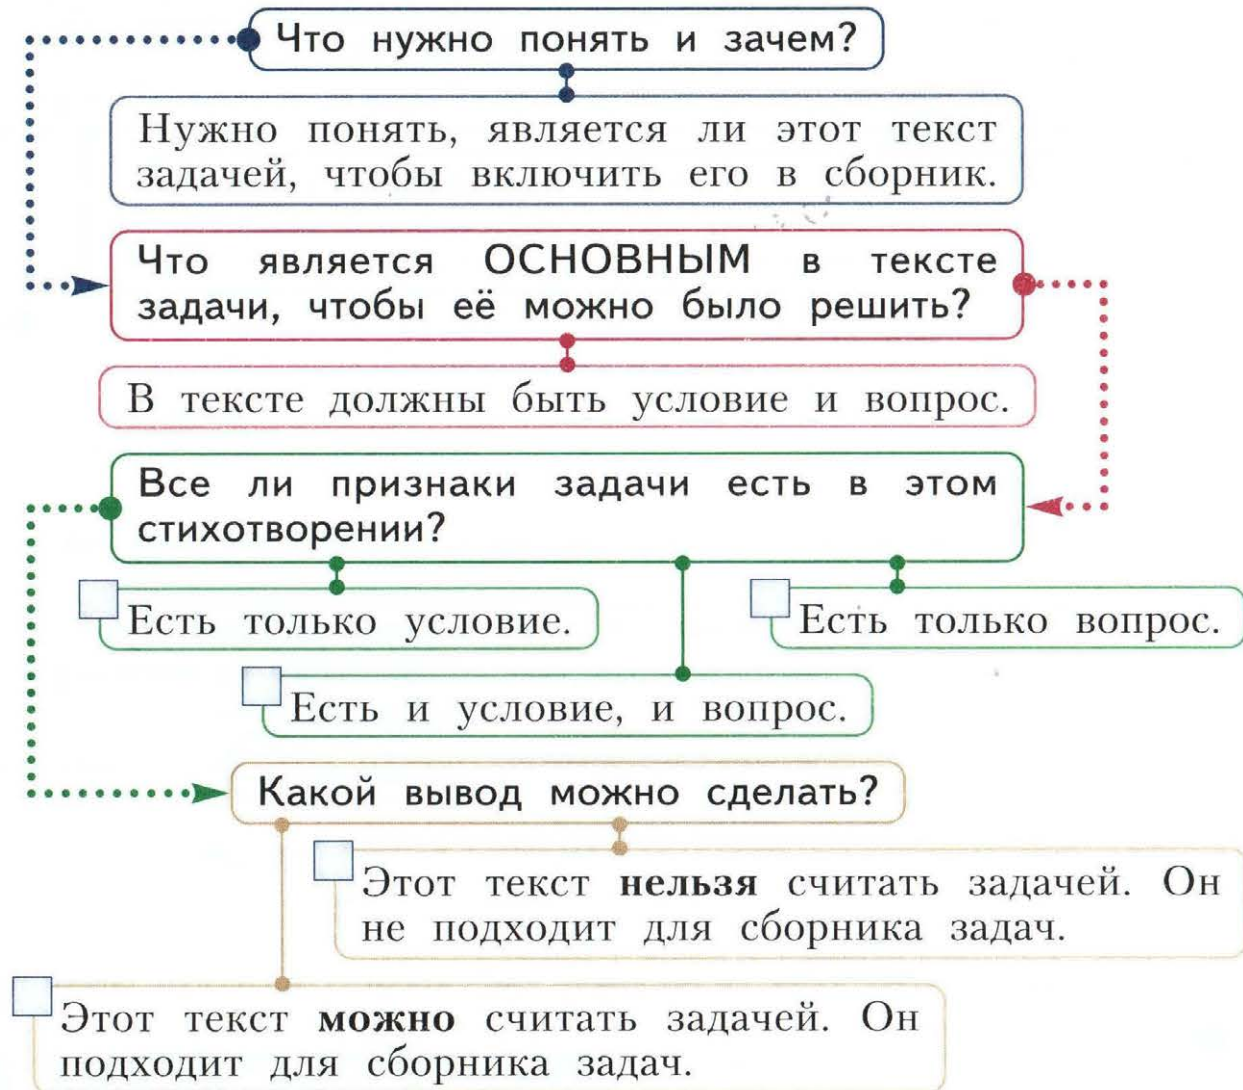 Что нужно понять и зачем?
Нужно понять, является ли этот текст
задачей, чтобы включить его в сборник.
Что является ОСНОВНЫМ в тексте
задачи, чтобы её можно было решить?
В тексте должны быть условие и вопрос.
Все ли признаки задачи есть в этом
стихотворении?
Есть только условие.
Есть только вопрос.
Есть и условие, и вопрос.
Какой вывод можно сделать?
Этот текст нельзя считать задачей. Он
не подходит для сборника задач.
Этот текст можно считать задачей. Он
подходит для сборника задач.